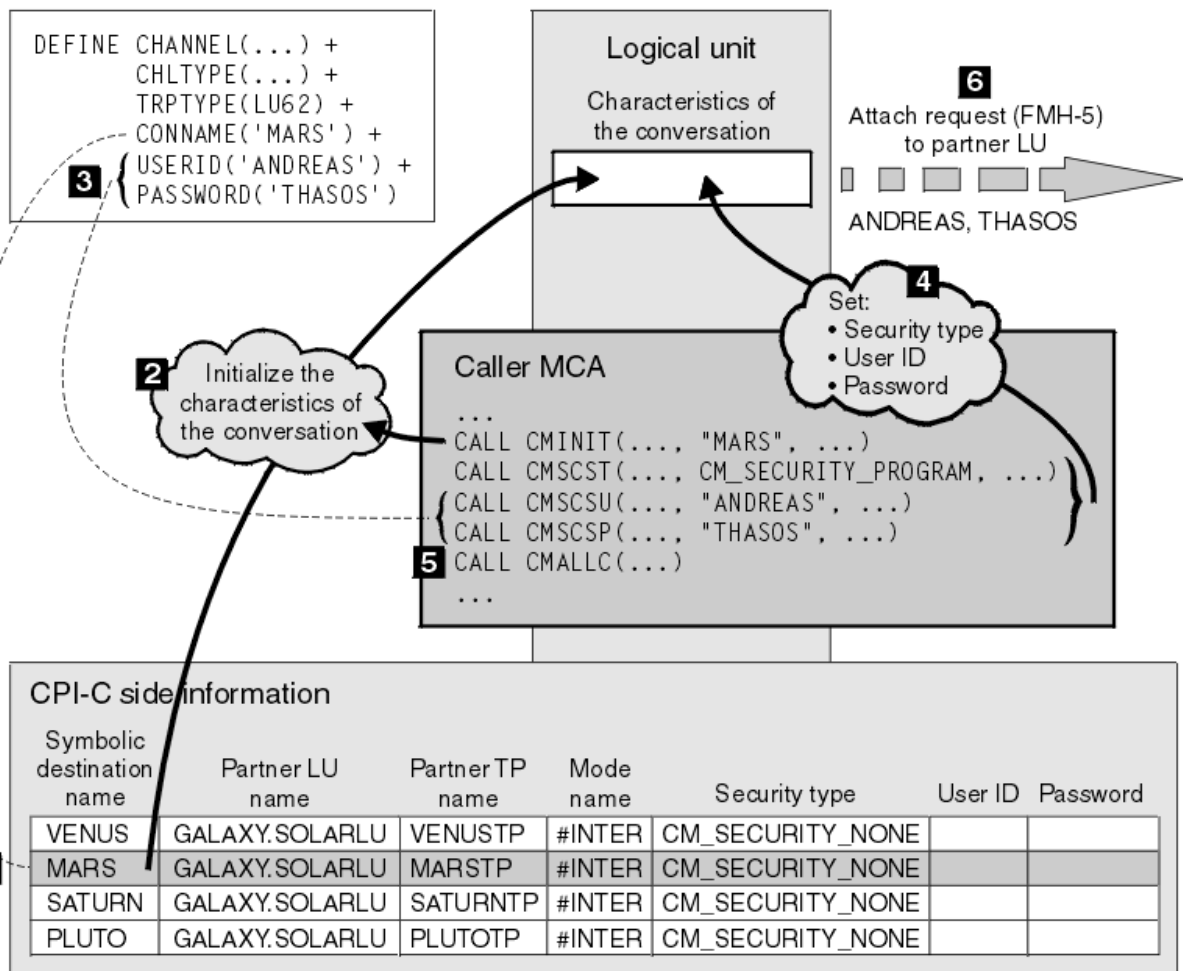 DEFINE CHANNEL(...) +
CHLTYPE(...) +
TRPTYPE(LU62) +
CONNAME('MARS') +
3
USERID('ANDREAS') +
PASSWORD('THASOS')
Logical unit
Characteristics of
the conversation
6
Attach request (FMH-5)
to partner LU
ANDREAS, THASOS
4
Set:
• Security type
• User ID
• Password
2
Initialize the
characteristics of
the conversation
Caller MCA
...
CALL CMINIT(..., "MARS", ...)
CALL CMSCST(..., CM_SECURITY_PROGRAM, ...)
CALL CMSCSU(..., "ANDREAS", ...)
CALL CMSCSP(..., "THASOS", ...)
5 CALL CMALLC(...)
...
CPI-C side information
Symbolic
destination
name
Partner LU
name
Partner TP
name
Mode
name
Security type
User ID
Password
VENUS GALAXY.SOLARLU VENUSTP #INTER CM_SECURITY_NONE
MARS GALAXY.SOLARLU MARSTP #INTER CM_SECURITY_NONE
SATURN GALAXY.SOLARLU SATURNTP #INTER CM_SECURITY_NONE
PLUTO GALAXY.SOLARLU PLUTOTP #INTER CM_SECURITY_NONE